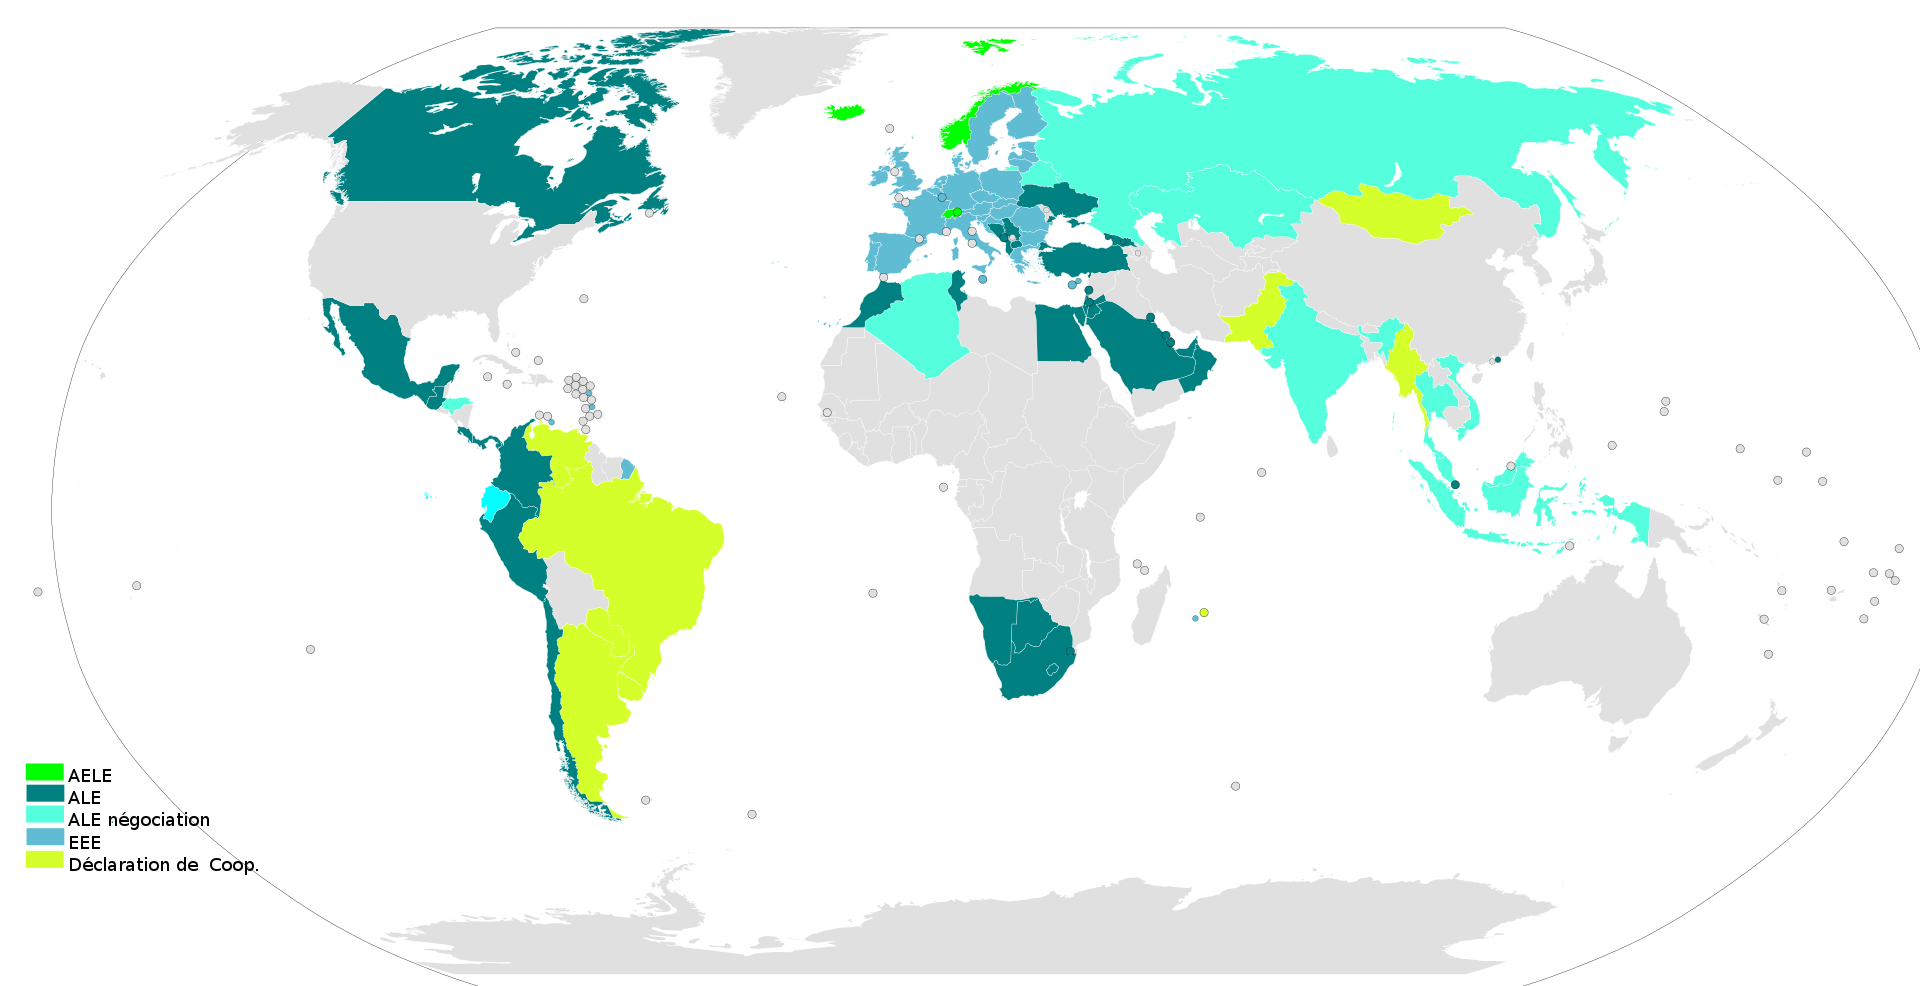 AELE
ALE
ALE négociation
EEE
Déclaration de Coop.